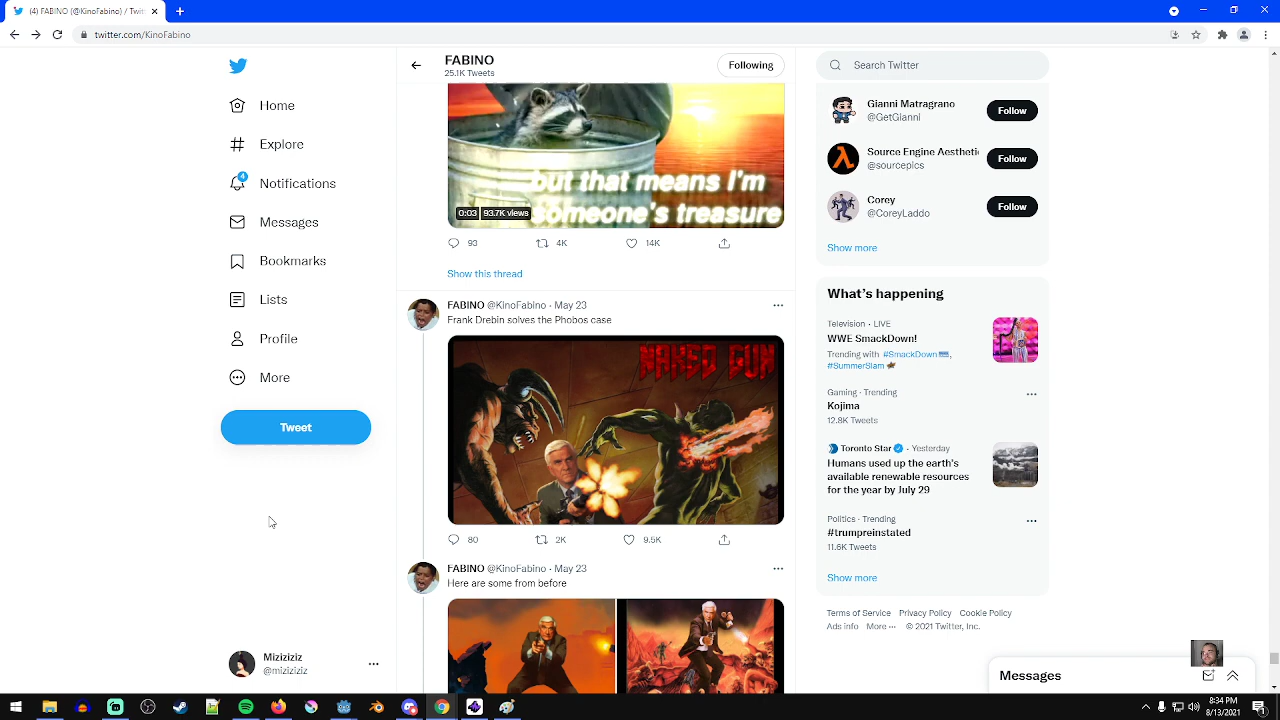 (4) FABINO (@KinoFabino) / Twit
twitter.com/KinoFabino
Home
Explore
4
Notifications
Messages
Bookmarks
Lists
Profile
More
Tweet
Miziziziz
@miziziziz
FABINO
25.1K Tweets
Following
but that means I'm
someone's treasure
0:03 93.7K views
93 4K 14K
Show this thread
FABINO @KinoFabino · May 23
Frank Drebin solves the Phobos case
NAKED GUN
80 2K 9.5K
FABINO @KinoFabino · May 23
Here are some from before
Search Twitter
Gianni Matragrano
@GetGianni
Follow
Source Engine Aestheti
@sourcepics
Follow
Corey
@CoreyLaddo
Follow
Show more
What's happening
Television · LIVE
WWE SmackDown!
Trending with #SmackDown,
#SummerSlam
Gaming · Trending
Kojima
12.8K Tweets
Toronto Star · Yesterday
Humans used up the earth's
available renewable resources
for the year by July 29
Politics · Trending
#trumpreinstated
11.6K Tweets
Show more
Terms of Service Privacy Policy Cookie Policy
Ads info More ··· © 2021 Twitter, Inc.
Messages
8:34 PM
8/13/2021